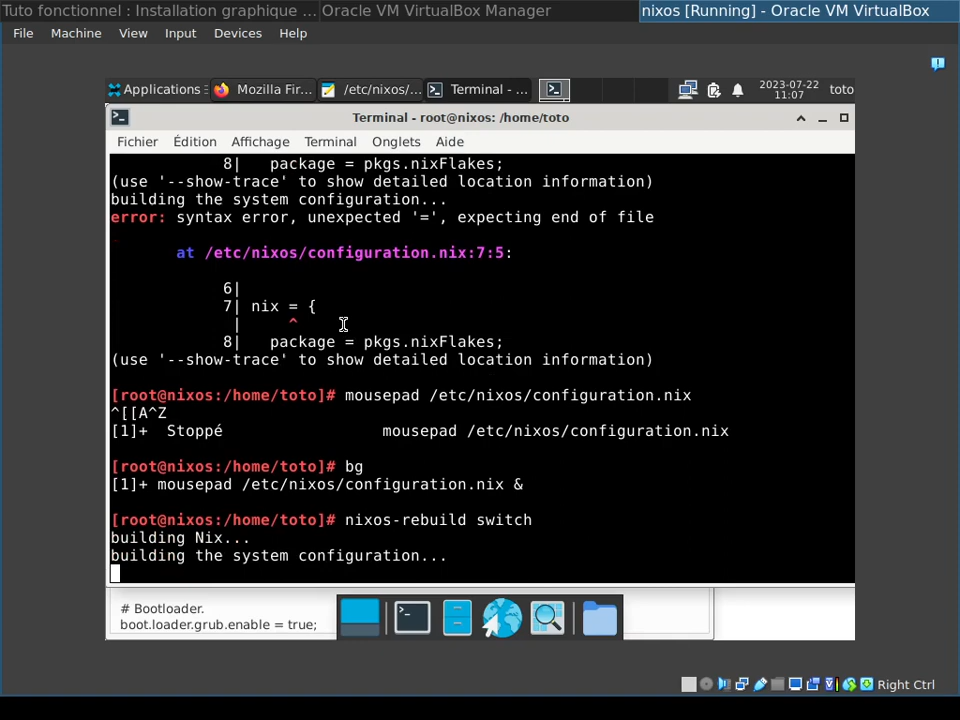 Tuto fonctionnel : Installation graphique ... Oracle VM VirtualBox Manager nixos [Running] - Oracle VM VirtualBox
File Machine View Input Devices Help
Applications Mozilla Fir... /etc/nixos/... Terminal - ... 2023-07-22 11:07 toto
Terminal - root@nixos: /home/toto
Fichier Édition Affichage Terminal Onglets Aide
8| package = pkgs.nixFlakes;
(use '--show-trace' to show detailed location information)
building the system configuration...
error: syntax error, unexpected '=', expecting end of file
at /etc/nixos/configuration.nix:7:5:
6|
7| nix = {
| ^
8| package = pkgs.nixFlakes;
(use '--show-trace' to show detailed location information)
[root@nixos:/home/toto]# mousepad /etc/nixos/configuration.nix
^[[A^Z
[1]+ Stoppé mousepad /etc/nixos/configuration.nix
[root@nixos:/home/toto]# bg
[1]+ mousepad /etc/nixos/configuration.nix &
[root@nixos:/home/toto]# nixos-rebuild switch
building Nix...
building the system configuration...
# Bootloader.
boot.loader.grub.enable = true;
Right Ctrl